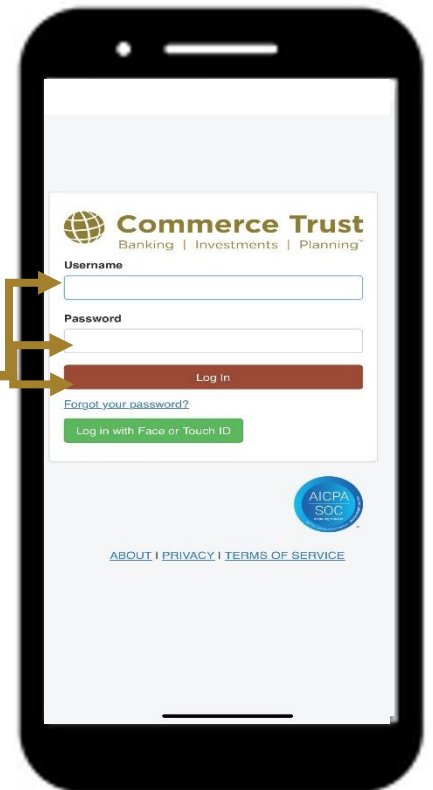 Commerce Trust
Banking | Investments | Planning™
Username
Password
Log In
Forgot your password?
Log in with Face or Touch ID
AICPA
SOC
ABOUT | PRIVACY | TERMS OF SERVICE